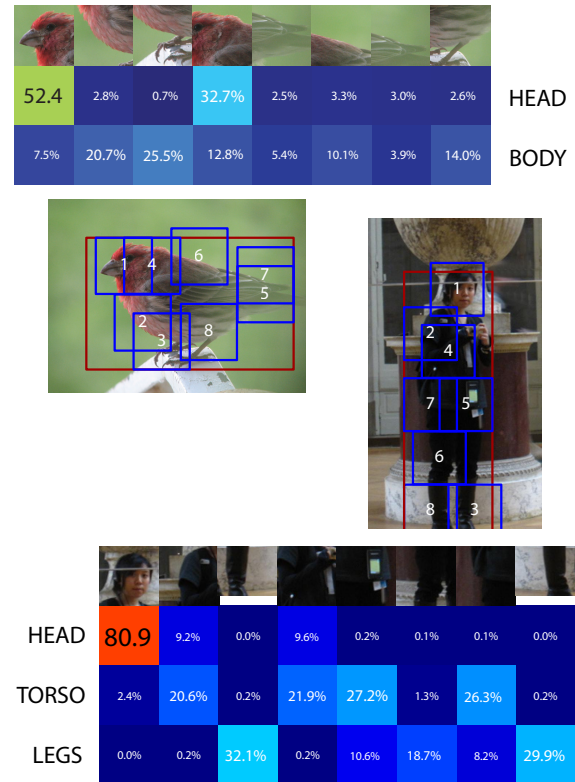 52.4 2.8% 0.7% 32.7% 2.5% 3.3% 3.0% 2.6% HEAD
7.5% 20.7% 25.5% 12.8% 5.4% 10.1% 3.9% 14.0% BODY
6
1 4
7
5
2
3 8
1
2
4
7 5
6
8 3
HEAD 80.9 9.2% 0.0% 9.6% 0.2% 0.1% 0.1% 0.0%
TORSO 2.4% 20.6% 0.2% 21.9% 27.2% 1.3% 26.3% 0.2%
LEGS 0.0% 0.2% 32.1% 0.2% 10.6% 18.7% 8.2% 29.9%